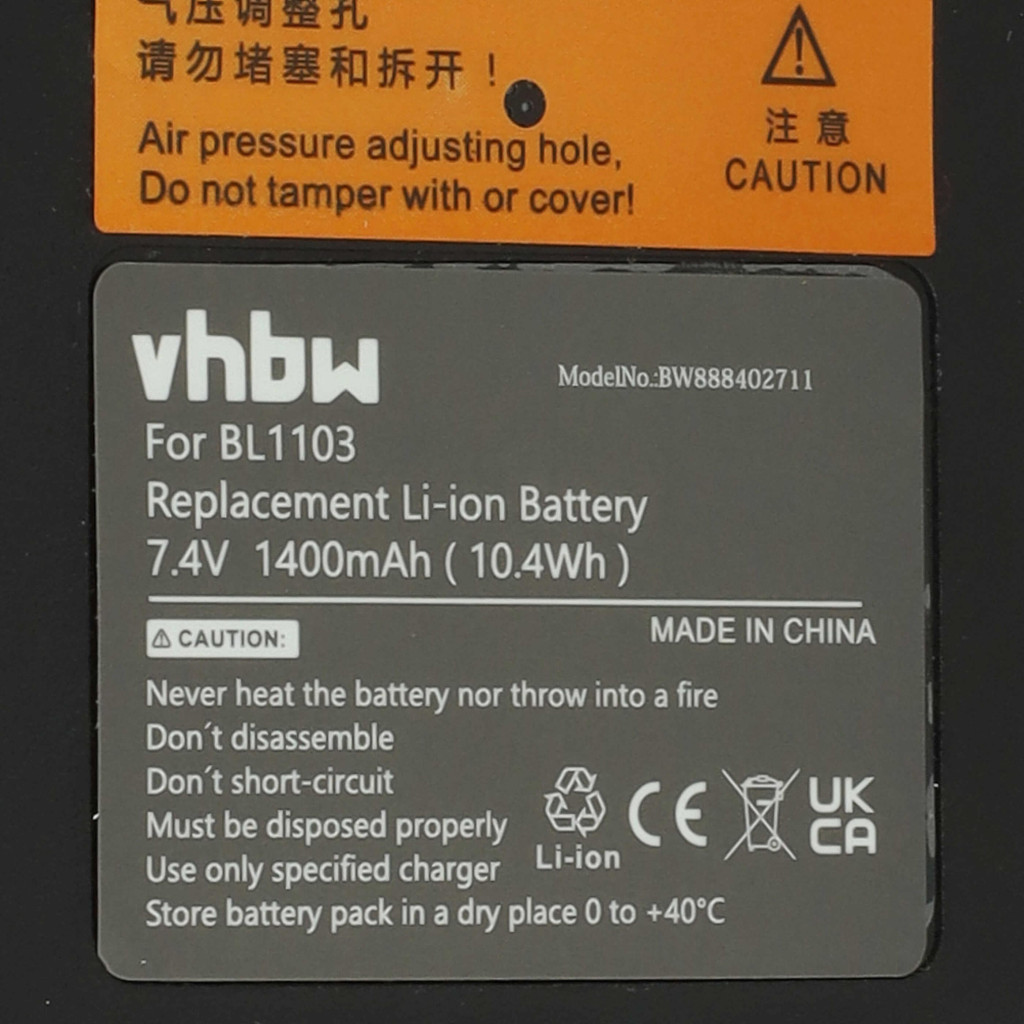 气压调整孔
请勿堵塞和拆开！
Air pressure adjusting hole,
Do not tamper with or cover!
注意
CAUTION
vhbw
ModelNo.:BW888402711
For BL1103
Replacement Li-ion Battery
7.4V 1400mAh ( 10.4Wh )
CAUTION:
MADE IN CHINA
Never heat the battery nor throw into a fire
Don´t disassemble
Don´t short-circuit
Must be disposed properly
Use only specified charger
Store battery pack in a dry place 0 to +40°C
Li-ion
CE
UK
CA